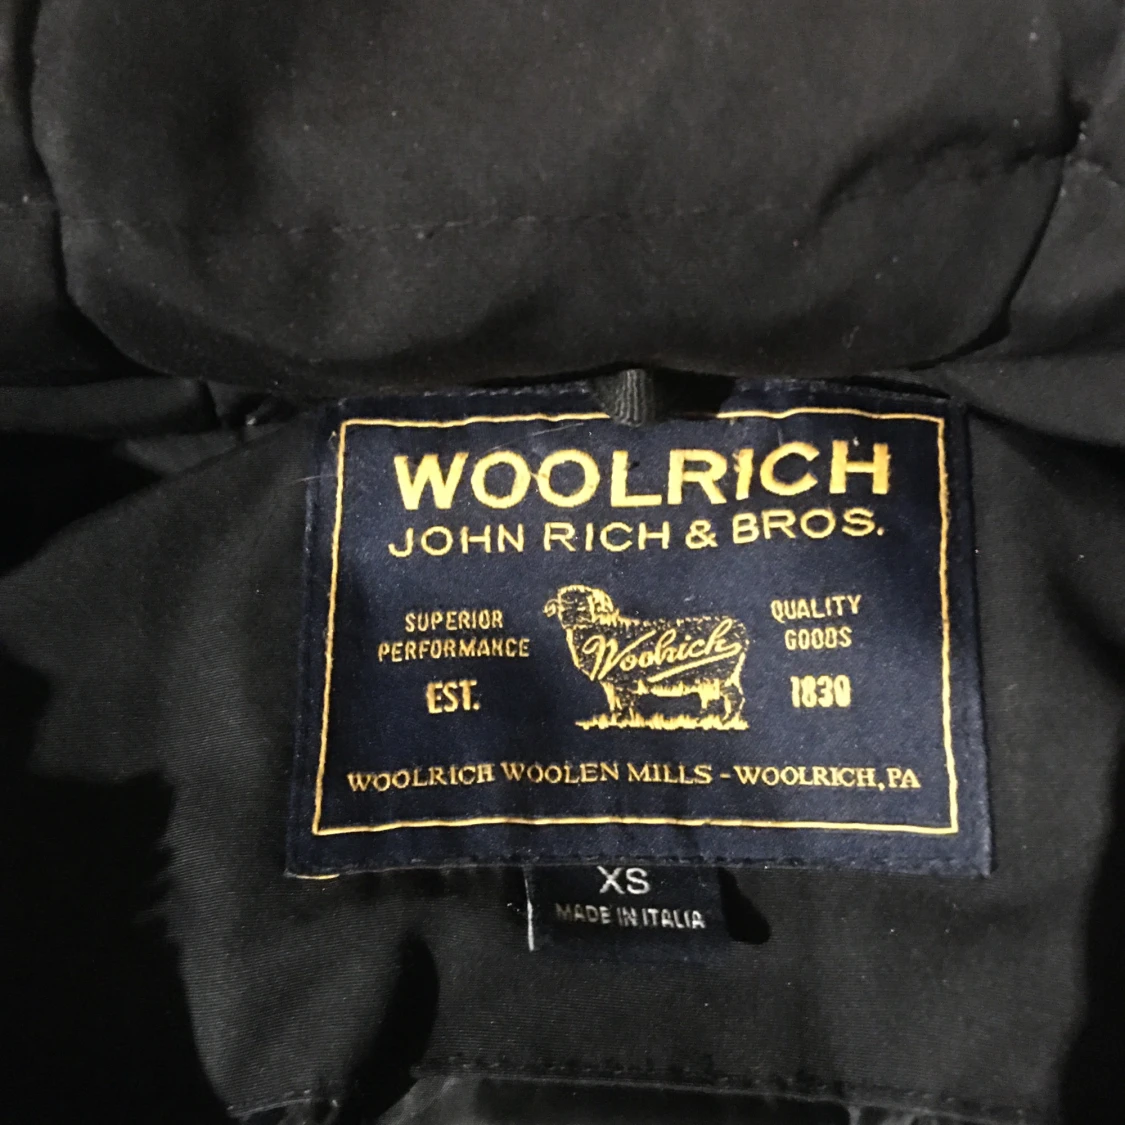 WOOLRICH
JOHN RICH & BROS.
SUPERIOR
PERFORMANCE
EST.
Woolrich
QUALITY
GOODS
1830
WOOLRICH WOOLEN MILLS - WOOLRICH, PA
XS
MADE IN ITALIA